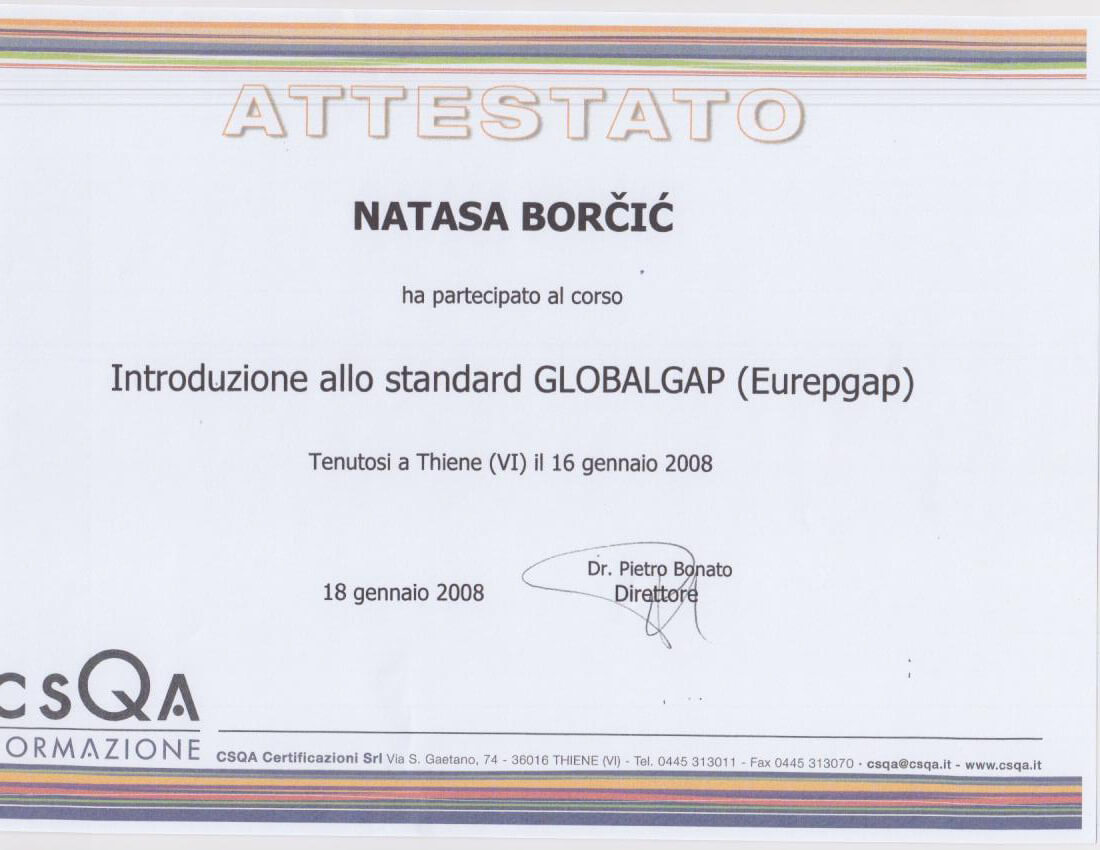 ATTESTATO
NATASA BORČIĆ
ha partecipato al corso
Introduzione allo standard GLOBALGAP (Eurepgap)
Tenutosi a Thiene (VI) il 16 gennaio 2008
Dr. Pietro Bonato
18 gennaio 2008
Direttore
CSQA
ORMAZIONE
CSQA Certificazioni Srl Via S. Gaetano, 74 - 36016 THIENE (VI) - Tel. 0445 313011 - Fax 0445 313070 · csqa@csqa.it - www.csqa.it